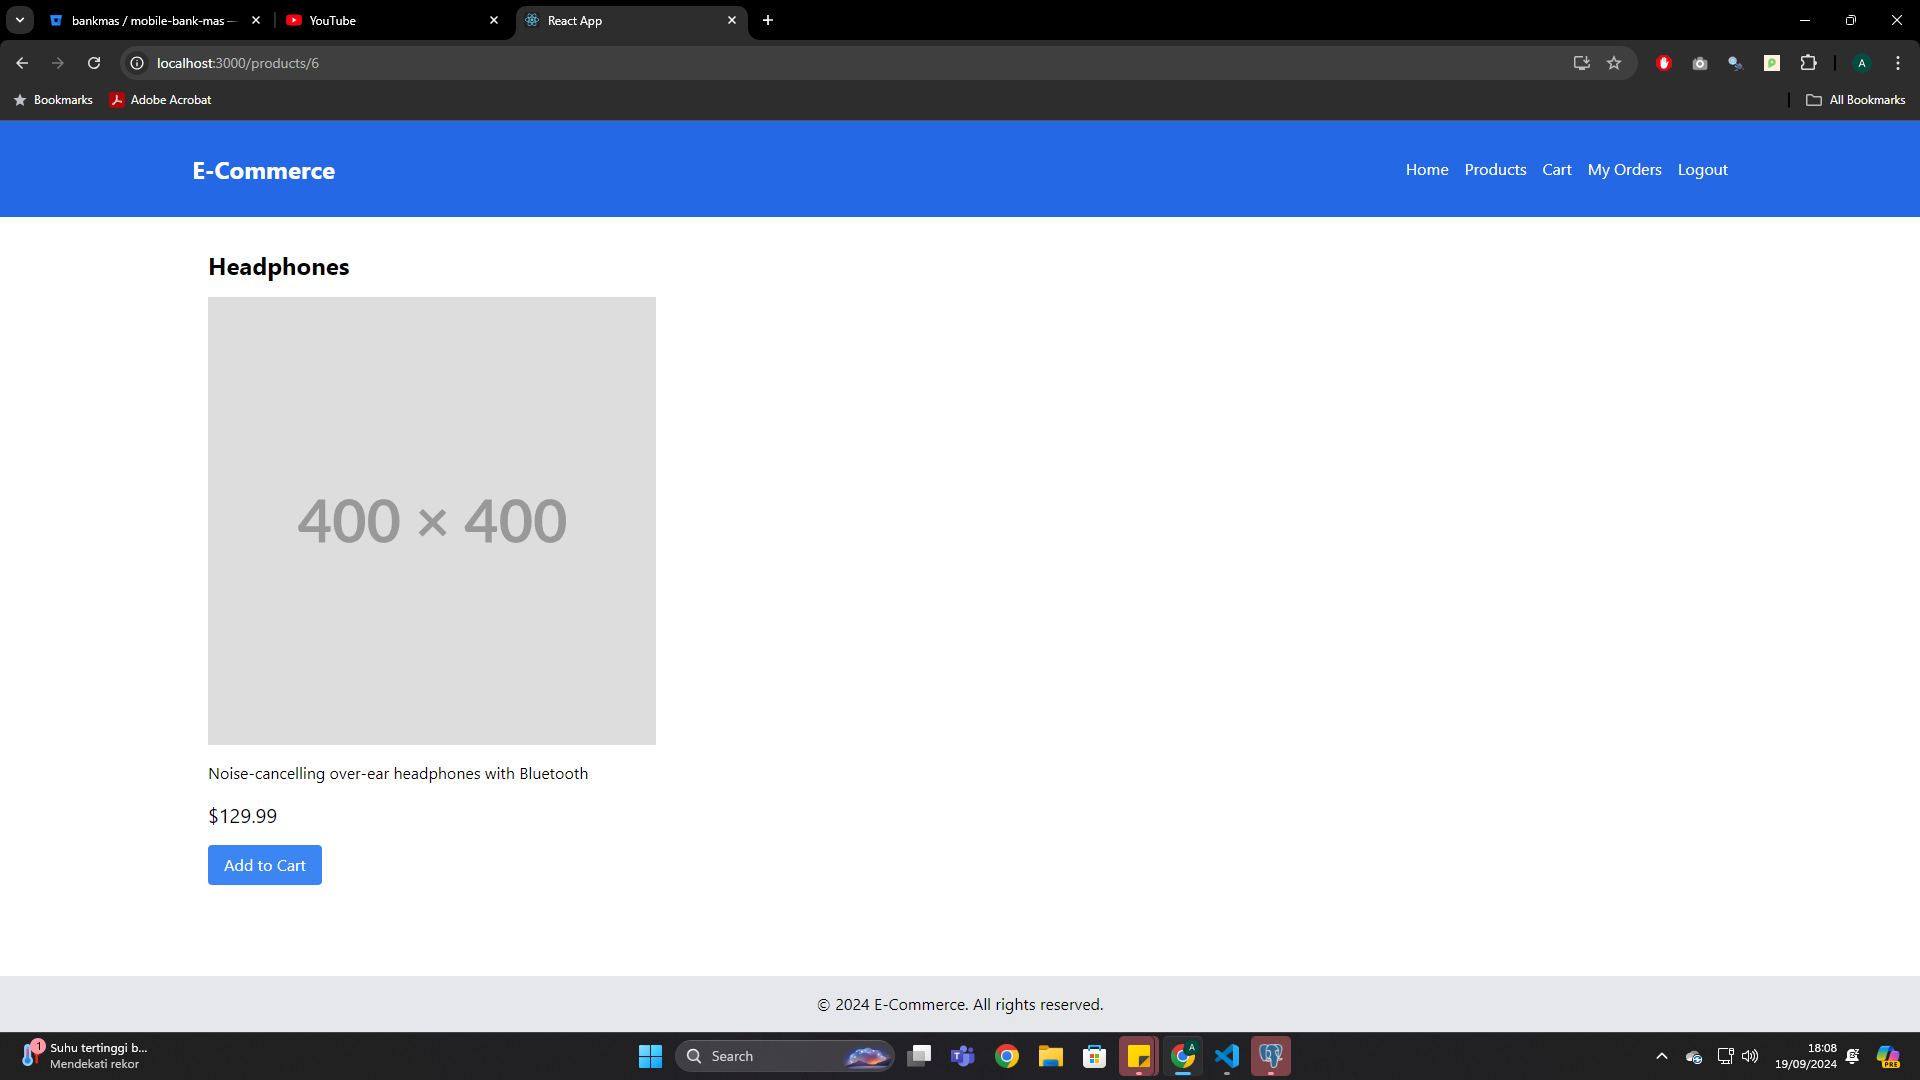 bankmas / mobile-bank-mas —
YouTube
React App
localhost:3000/products/6
A
Bookmarks
Adobe Acrobat
All Bookmarks
E-Commerce
Home
Products
Cart
My Orders
Logout
Headphones
400 × 400
Noise-cancelling over-ear headphones with Bluetooth
$129.99
Add to Cart
© 2024 E-Commerce. All rights reserved.
1
Suhu tertinggi b...
Mendekati rekor
Search
A
18:08
19/09/2024
PRE